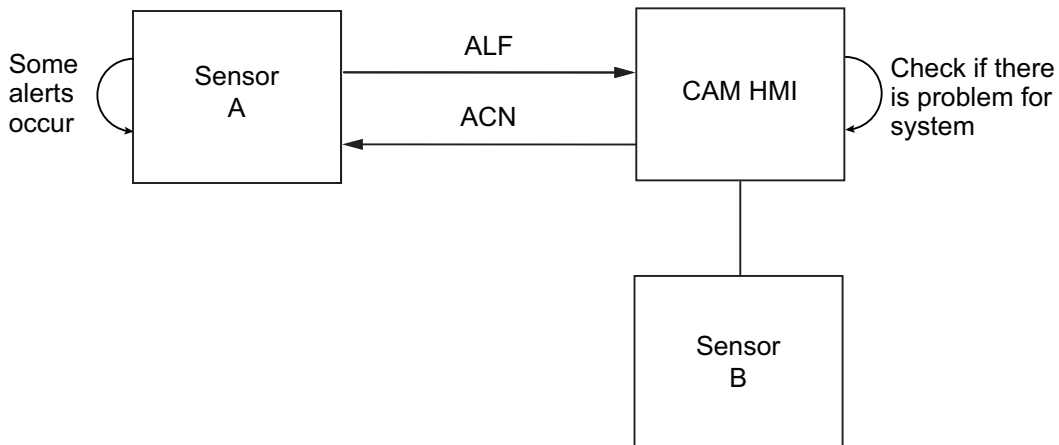 Some
alerts
occur
Sensor
A
ALF
ACN
CAM HMI
Check if there
is problem for
system
Sensor
B